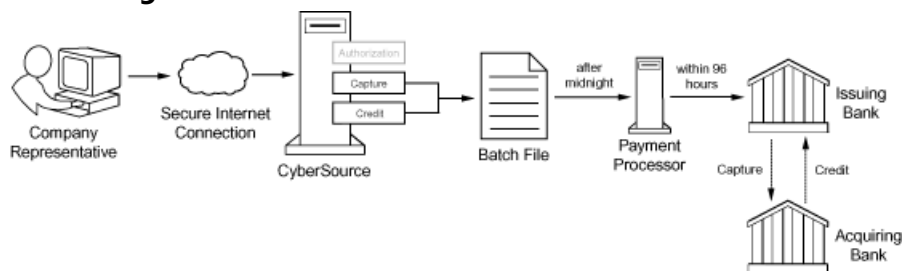 Authorization
Capture
Credit
Company
Representative
Secure Internet
Connection
CyberSource
Batch File
after
midnight
Payment
Processor
within 96
hours
Issuing
Bank
Capture
Credit
Acquiring
Bank